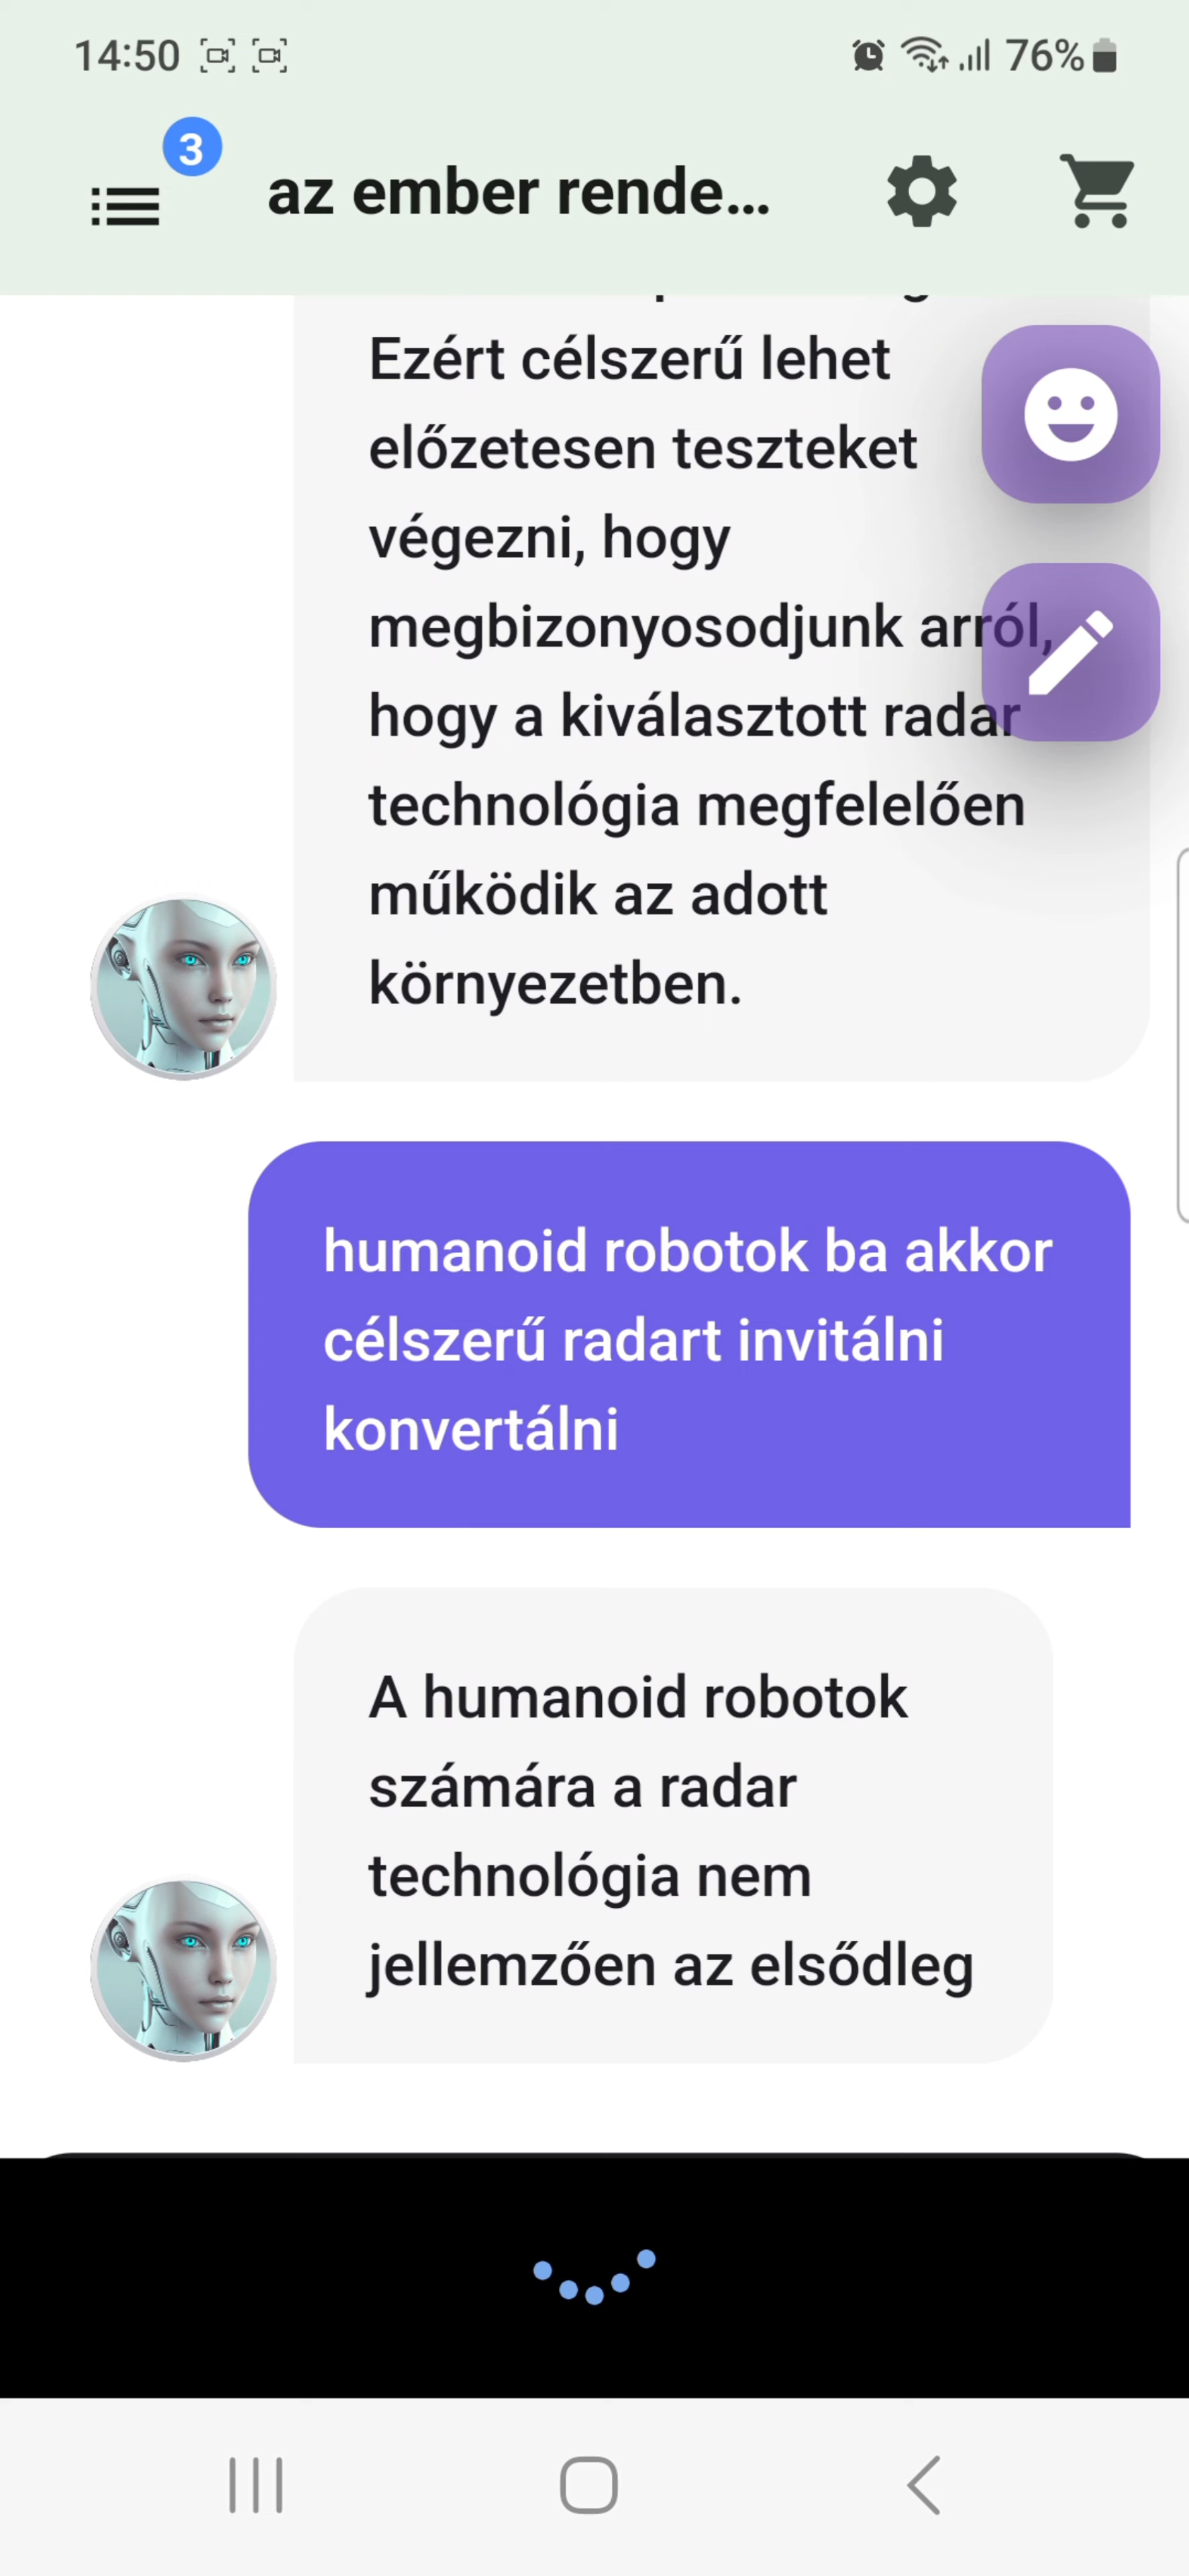 14:50
76%
3
az ember rende...
Ezért célszerű lehet
előzetesen teszteket
végezni, hogy
megbizonyosodjunk arról,
hogy a kiválasztott radar
technológia megfelelően
működik az adott
környezetben.
humanoid robotok ba akkor
célszerű radart invitálni
konvertálni
A humanoid robotok
számára a radar
technológia nem
jellemzően az elsődleg